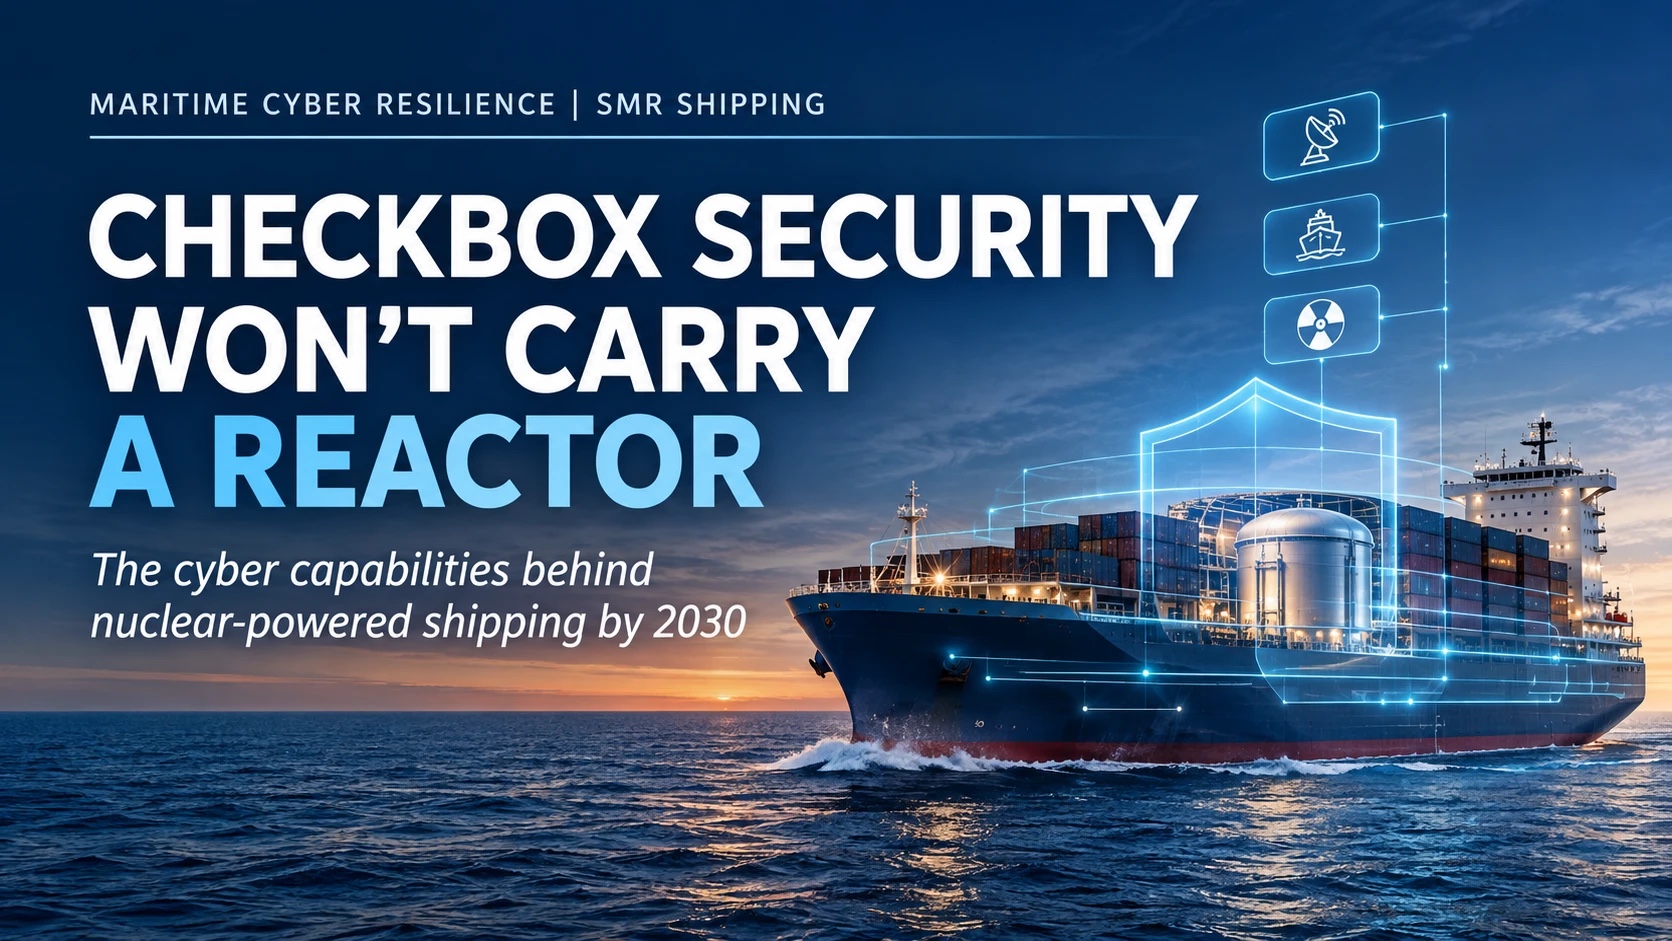 MARITIME CYBER RESILIENCE | SMR SHIPPING
CHECKBOX SECURITY
WON'T CARRY
A REACTOR
The cyber capabilities behind
nuclear-powered shipping by 2030